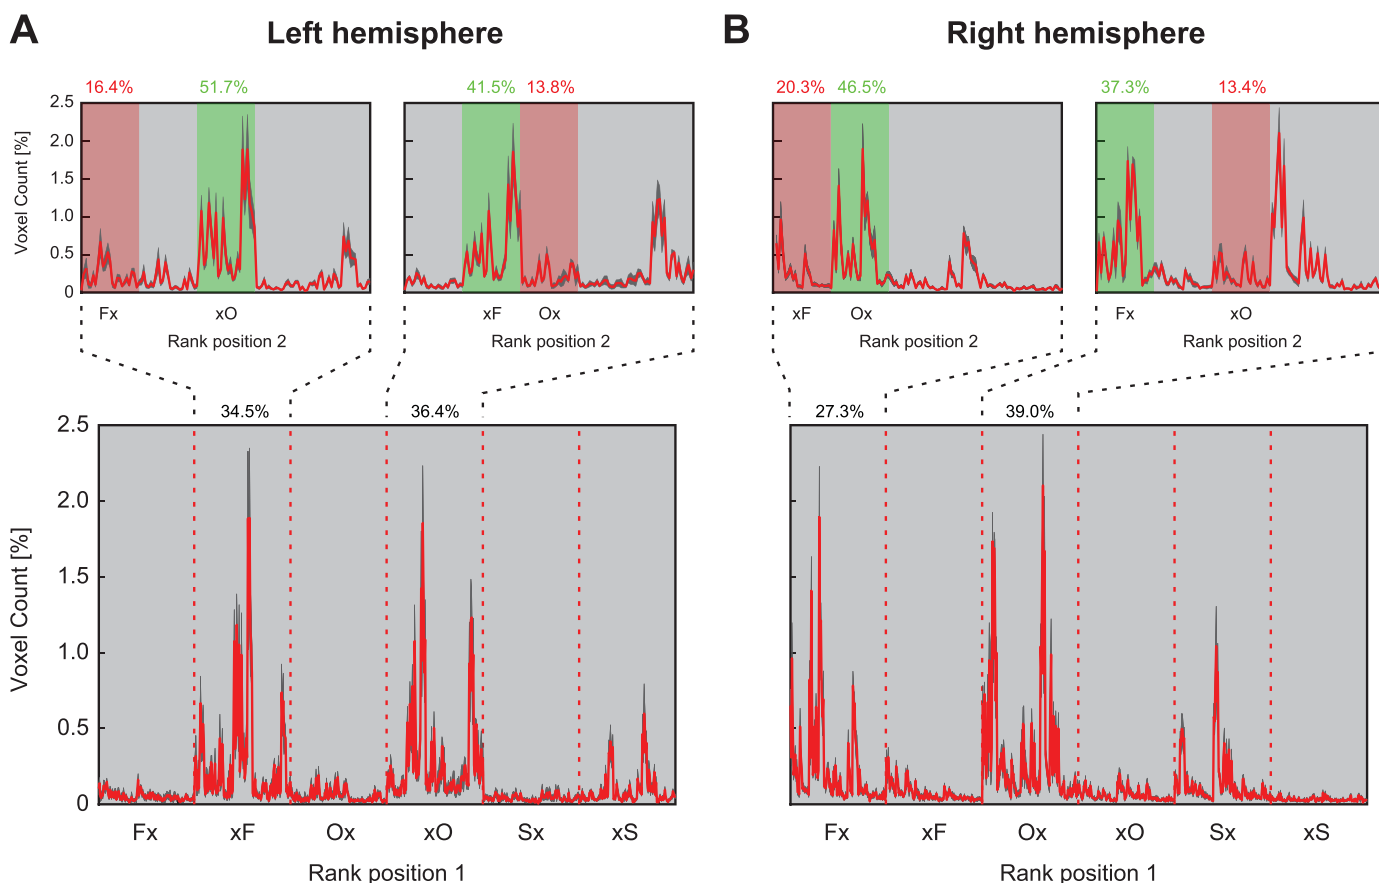 A Left hemisphere B Right hemisphere
16.4% 51.7% 41.5% 13.8% 20.3% 46.5% 37.3% 13.4%
2.5
2.0
1.5
1.0
0.5
0
Voxel Count [%]
Fx xO xF Ox xF Ox Fx xO
Rank position 2 Rank position 2 Rank position 2 Rank position 2
34.5% 36.4% 27.3% 39.0%
2.5
2.0
1.5
1.0
0.5
0
Voxel Count [%]
Fx xF Ox xO Sx xS Fx xF Ox xO Sx xS
Rank position 1 Rank position 1